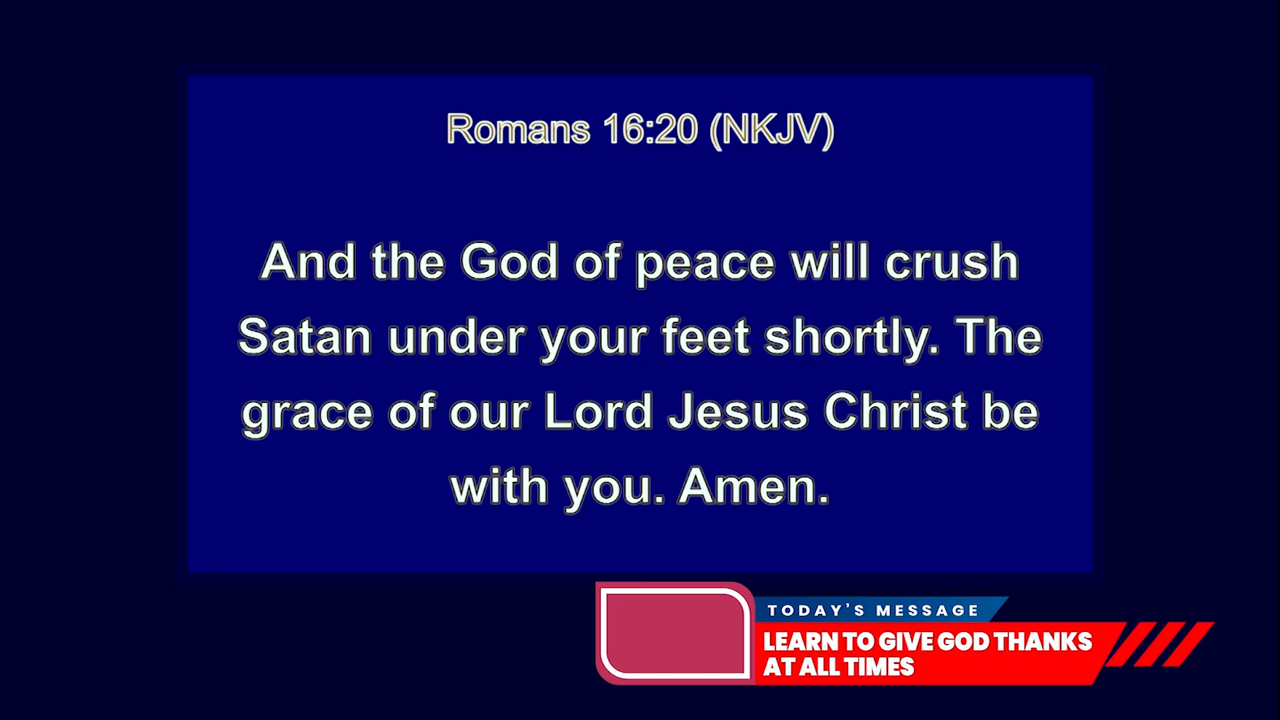 Romans 16:20 (NKJV)
And the God of peace will crush
Satan under your feet shortly. The
grace of our Lord Jesus Christ be
with you. Amen.
TODAY'S MESSAGE
LEARN TO GIVE GOD THANKS
AT ALL TIMES